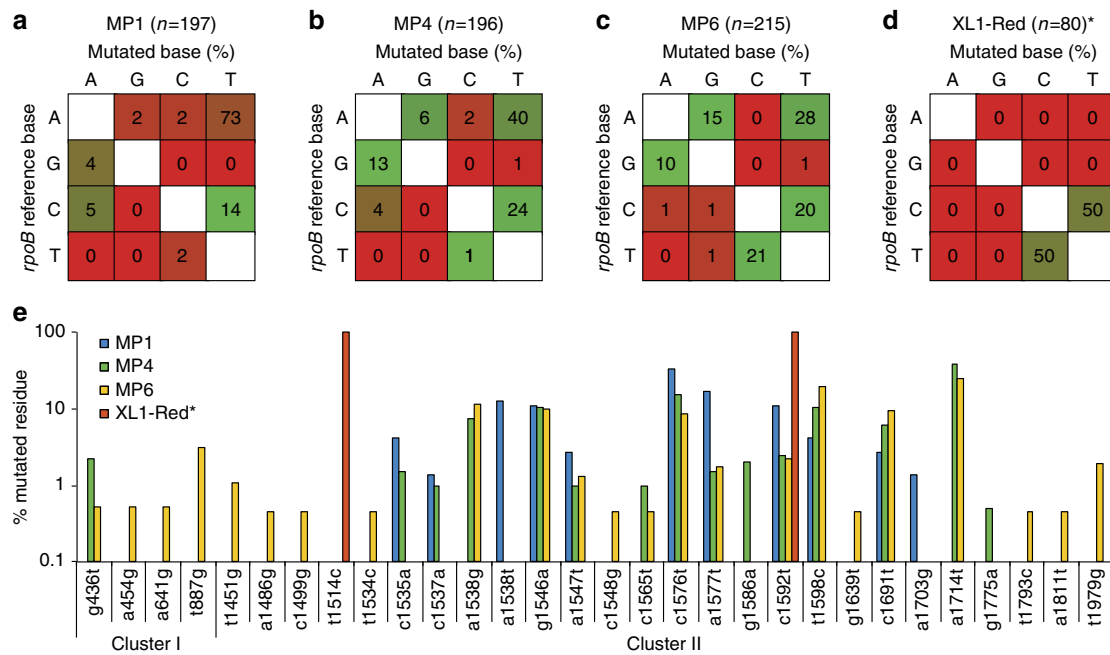 a MP1 (n=197)
Mutated base (%)
A G C T
rpoB reference base
A 2 2 73
G 4 0 0
C 5 0 14
T 0 0 2
b MP4 (n=196)
Mutated base (%)
A G C T
rpoB reference base
A 6 2 40
G 13 0 1
C 4 0 24
T 0 0 1
c MP6 (n=215)
Mutated base (%)
A G C T
rpoB reference base
A 15 0 28
G 10 0 1
C 1 1 20
T 0 1 21
d XL1-Red (n=80)*
Mutated base (%)
A G C T
rpoB reference base
A 0 0 0
G 0 0 0
C 0 0 50
T 0 0 50
e
% mutated residue
100
10
1
0.1
MP1
MP4
MP6
XL1-Red*
g436t
a454g
a641g
t887g
t1451g
a1486g
c1499g
t1514c
t1534c
c1535a
c1537a
a1538g
a1538t
g1546a
a1547t
c1548g
c1565t
c1576t
a1577t
g1586a
c1592t
t1598c
g1639t
c1691t
a1703g
a1714t
g1775a
t1793c
a1811t
t1979g
Cluster I
Cluster II